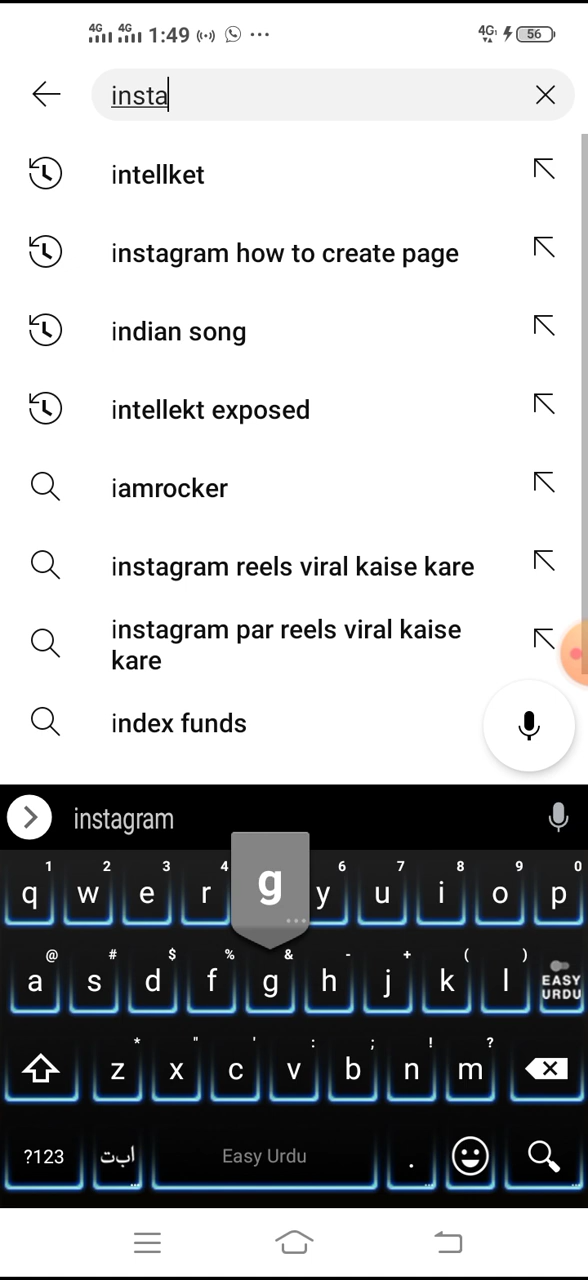 4G 4G 1:49 ... 4G 56
insta
intellket
instagram how to create page
indian song
intellekt exposed
iamrocker
instagram reels viral kaise kare
instagram par reels viral kaise
kare
index funds
instagram
g
1 2 3 4 6 7 8 9 0
q w e r y u i o p
@ # $ % & - + ( )
a s d f g h j k l EASY
URDU
* " ' : ; ! ?
z x c v b n m
?123 ابت Easy Urdu .